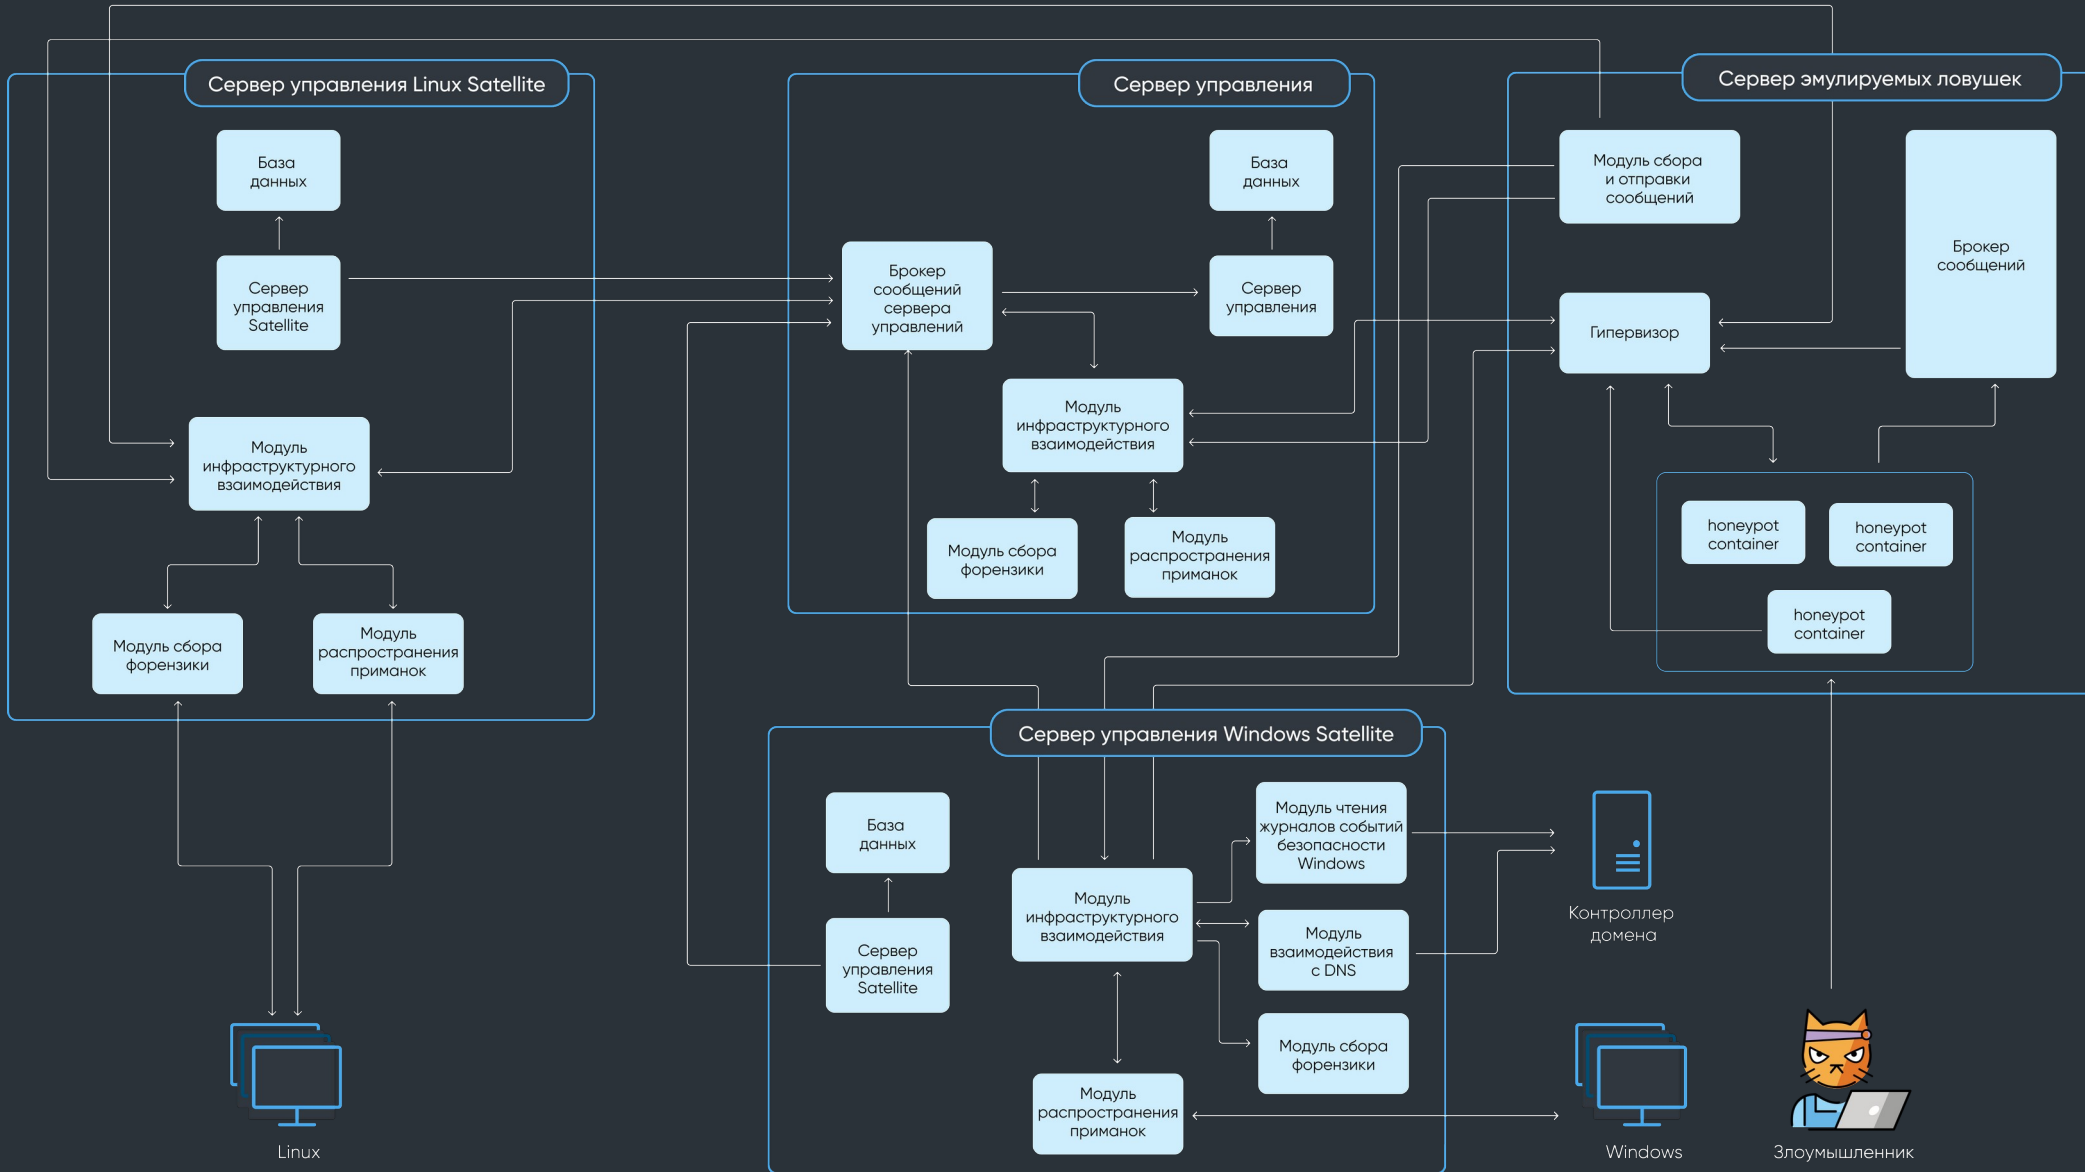 Сервер управления Linux Satellite
База
данных
Сервер
управления
Satellite
Модуль
инфраструктурного
взаимодействия
Модуль сбора
форензики
Модуль
распространения
приманок
Linux
Сервер управления
База
данных
Брокер
сообщений
сервера
управлений
Сервер
управления
Модуль
инфраструктурного
взаимодействия
Модуль сбора
форензики
Модуль
распространения
приманок
Сервер эмулируемых ловушек
Модуль сбора
и отправки
сообщений
Брокер
сообщений
Гипервизор
honeypot
container
honeypot
container
honeypot
container
Сервер управления Windows Satellite
База
данных
Сервер
управления
Satellite
Модуль
инфраструктурного
взаимодействия
Модуль чтения
журналов событий
безопасности
Windows
Модуль
взаимодействия
с DNS
Модуль сбора
форензики
Модуль
распространения
приманок
Контроллер
домена
Windows
Злоумышленник